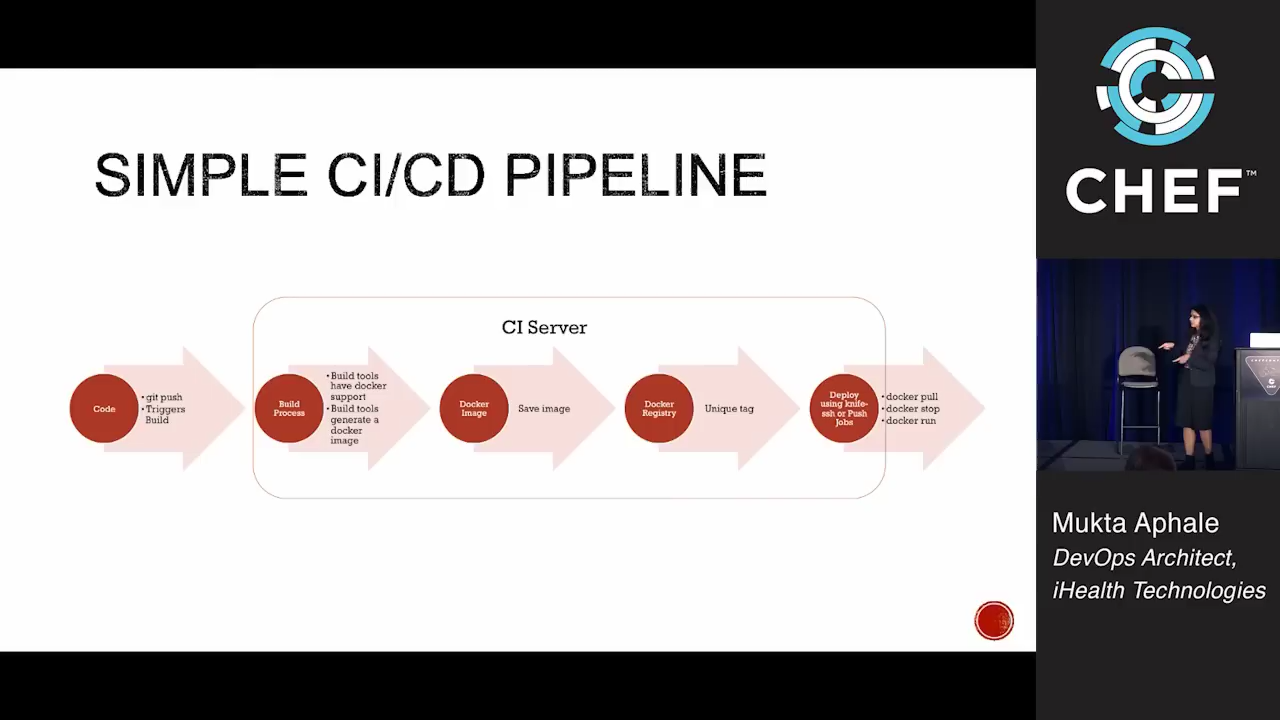 SIMPLE CI/CD PIPELINE
CI Server
Code
• git push
• Triggers
Build
Build
Process
• Build tools
have docker
support
• Build tools
generate a
docker
image
Docker
Image
Save image
Docker
Registry
Unique tag
Deploy
using knife-
ssh or Push
Jobs
• docker pull
• docker stop
• docker run
CHEF™
Mukta Aphale
DevOps Architect,
iHealth Technologies